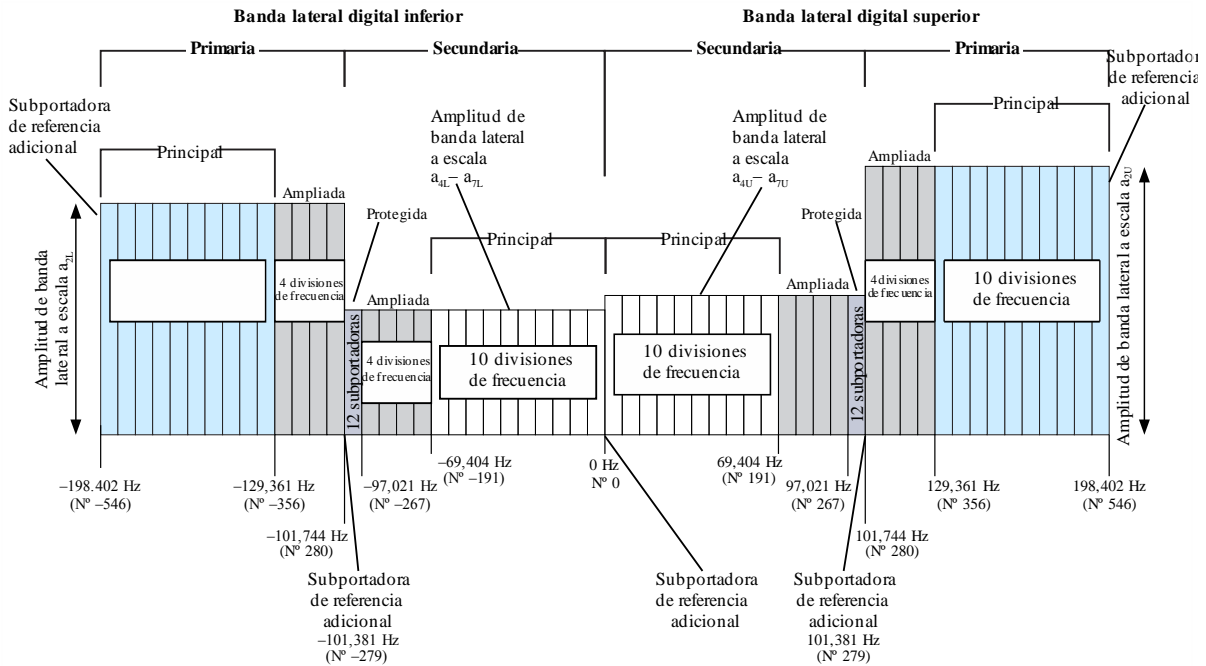 Banda lateral digital inferior
Banda lateral digital superior
Primaria
Secundaria
Secundaria
Primaria
Subportadora
de referencia
adicional
Principal
Ampliada
Amplitud de
banda lateral
a escala
a4L– a7L
Protegida
Principal
Amplitud de
banda lateral
a escala
a4U– a7U
Principal
Protegida
Ampliada
Principal
Subportador
de referencia
adicional
Amplitud de banda
lateral a escala a2L
4 divisiones
de frecuencia
12 subportadoras
Ampliada
4 divisiones
de frecuencia
10 divisiones
de frecuencia
10 divisiones
de frecuencia
Ampliada
12 subportadoras
4 divisiones
de frecuencia
10 divisiones
de frecuencia
Amplitud de banda lateral a escala a2U
–198,402 Hz
(Nº –546)
–129,361 Hz
(Nº –356)
–101,744 Hz
(Nº 280)
–97,021 Hz
(Nº –267)
–69,404 Hz
(Nº –191)
0 Hz
Nº 0
69,404 Hz
(Nº 191)
97,021 Hz
(Nº 267)
101,744 Hz
(Nº 280)
129,361 Hz
(Nº 356)
198,402 Hz
(Nº 546)
Subportadora
de referencia
adicional
–101,381 Hz
(Nº –279)
Subportadora
de referencia
adicional
Subportadora
de referencia
adicional
101,381 Hz
(Nº 279)